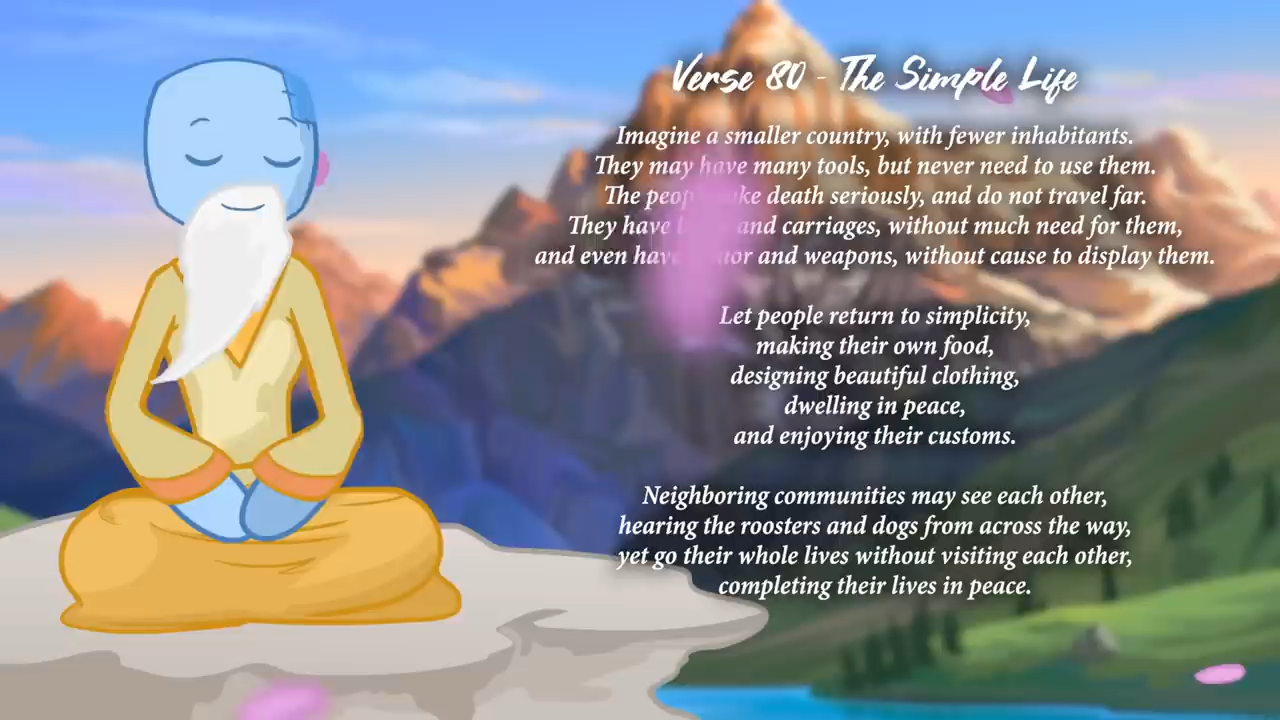 Verse 80 - The Simple Life
Imagine a smaller country, with fewer inhabitants.
They may have many tools, but never need to use them.
The people take death seriously, and do not travel far.
They have and carriages, without much need for them,
and even have armor and weapons, without cause to display them.
Let people return to simplicity,
making their own food,
designing beautiful clothing,
dwelling in peace,
and enjoying their customs.
Neighboring communities may see each other,
hearing the roosters and dogs from across the way,
yet go their whole lives without visiting each other,
completing their lives in peace.